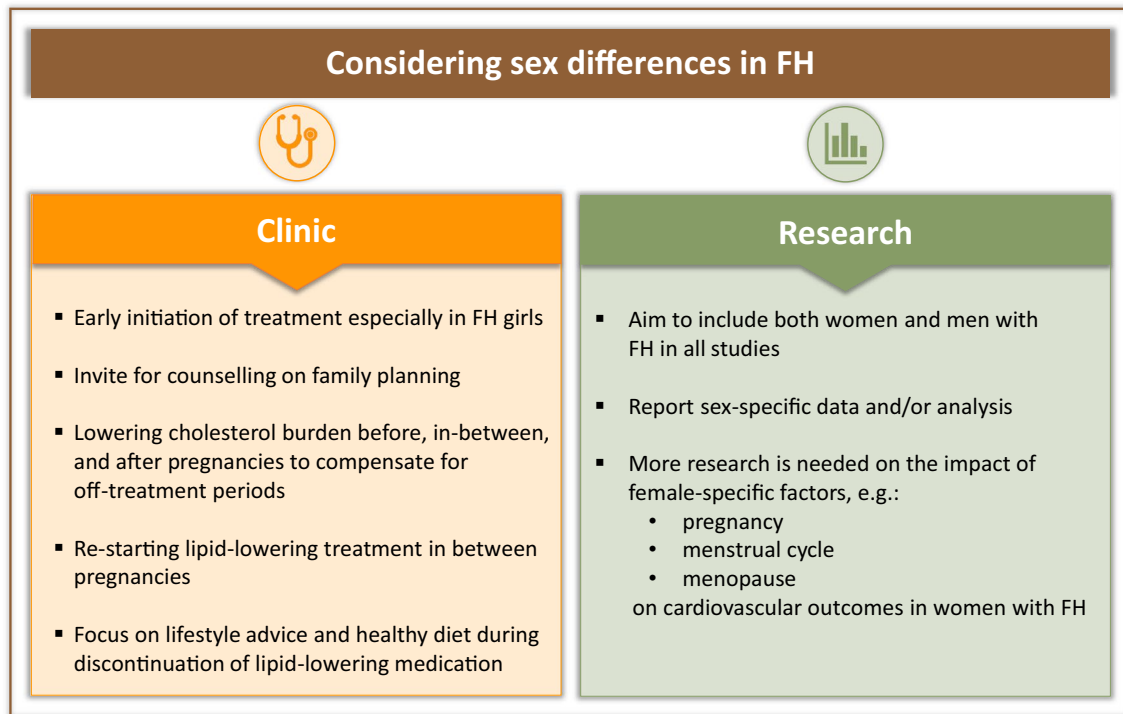 Considering sex differences in FH
Clinic
▪ Early initiation of treatment especially in FH girls
▪ Invite for counselling on family planning
▪ Lowering cholesterol burden before, in-between,
and after pregnancies to compensate for
off-treatment periods
▪ Re-starting lipid-lowering treatment in between
pregnancies
▪ Focus on lifestyle advice and healthy diet during
discontinuation of lipid-lowering medication
Research
▪ Aim to include both women and men with
FH in all studies
▪ Report sex-specific data and/or analysis
▪ More research is needed on the impact of
female-specific factors, e.g.:
• pregnancy
• menstrual cycle
• menopause
on cardiovascular outcomes in women with FH